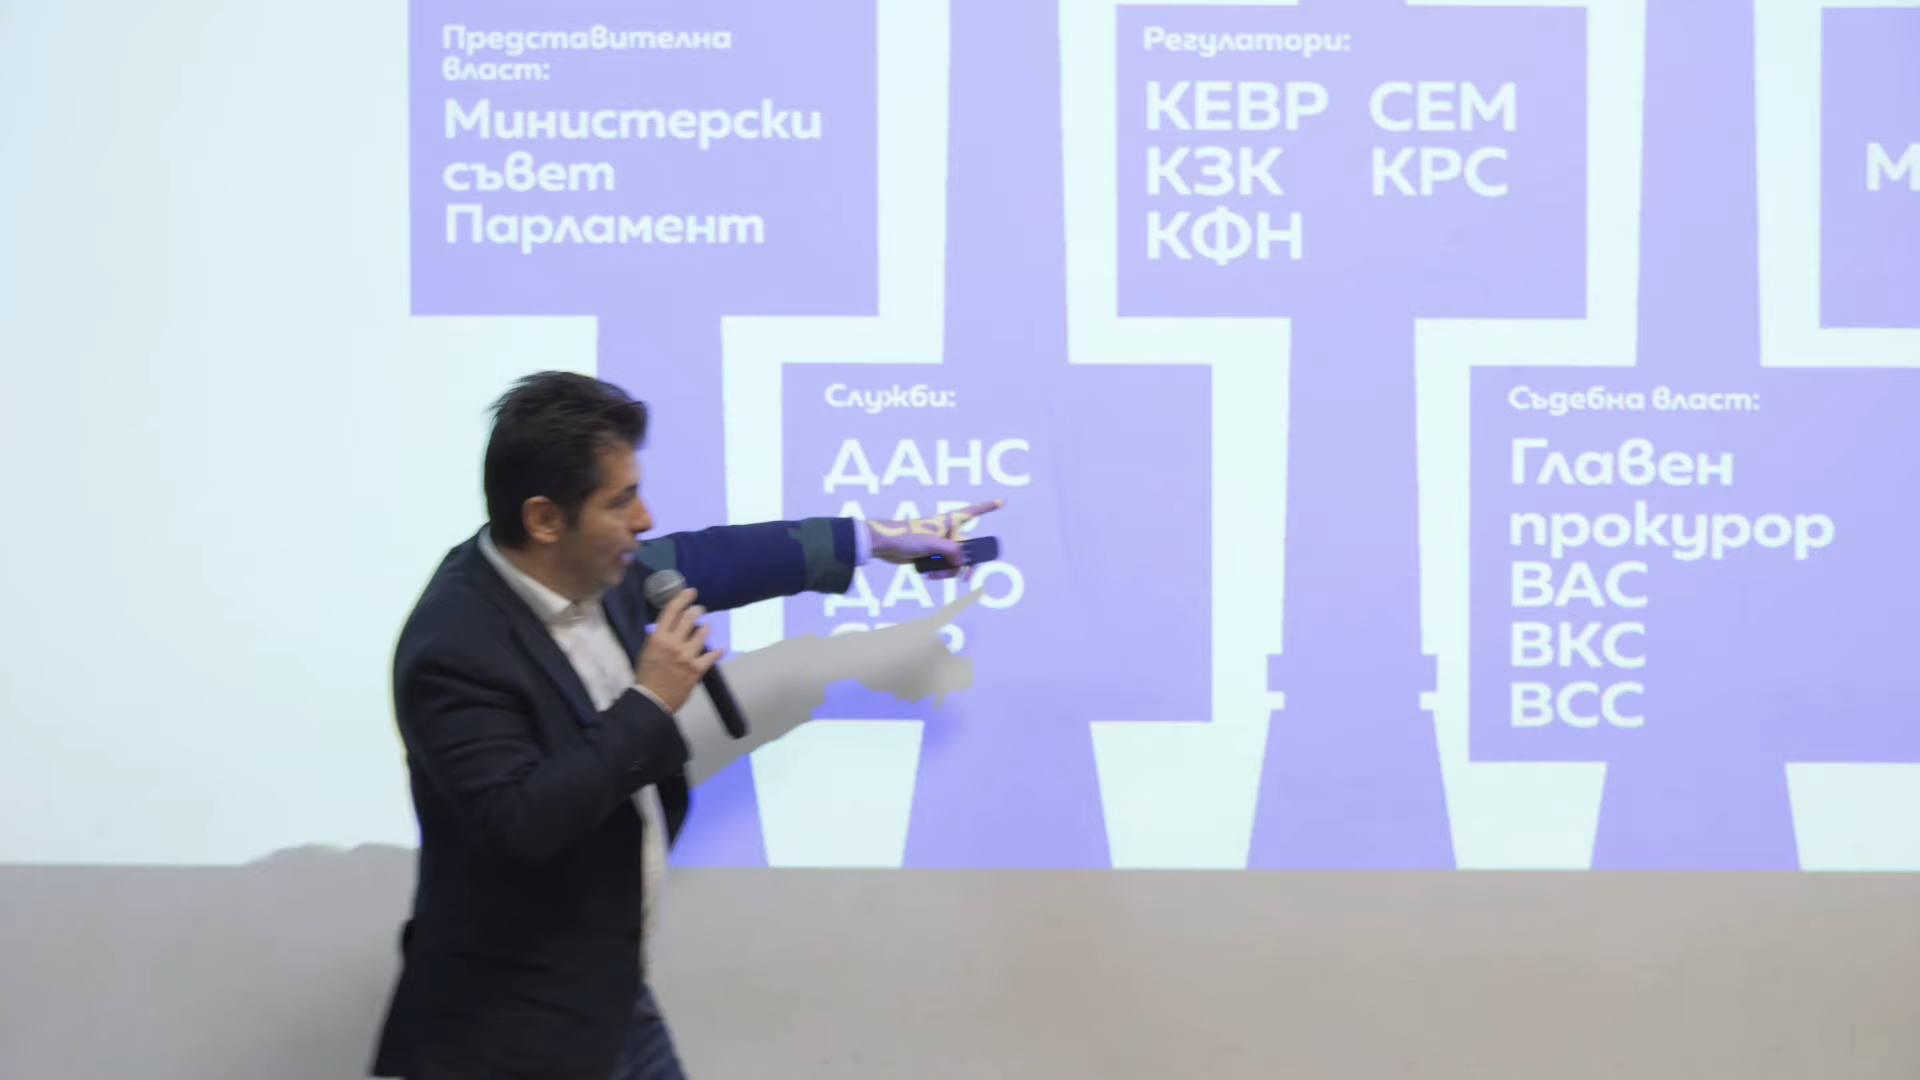 Представителна
власт:
Министерски
съвет
Парламент
Регулатори:
КЕВР СЕМ
КЗК КРС
КФН
Служби:
ДАНС
ДАТО
Съдебна власт:
Главен
прокурор
ВАС
ВКС
ВСС